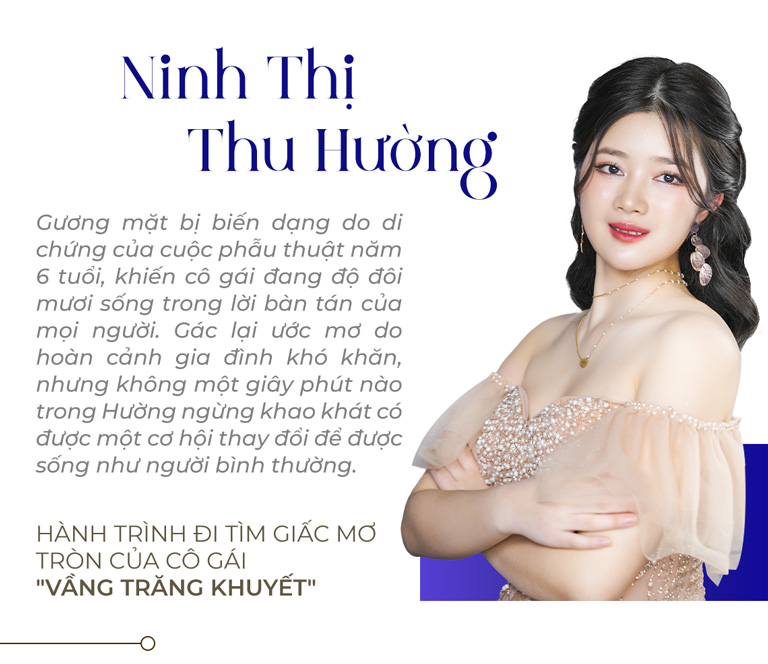 Ninh Thị
Thu Hường
Gương mặt bị biến dạng do di
chứng của cuộc phẫu thuật năm
6 tuổi, khiến cô gái đang độ đôi
mươi sống trong lời bàn tán của
mọi người. Gác lại ước mơ do
hoàn cảnh gia đình khó khăn,
nhưng không một giây phút nào
trong Hường ngừng khao khát có
được một cơ hội thay đổi để được
sống như người bình thường.
HÀNH TRÌNH ĐI TÌM GIẤC MƠ
TRÒN CỦA CÔ GÁI
"VẦNG TRĂNG KHUYẾT"